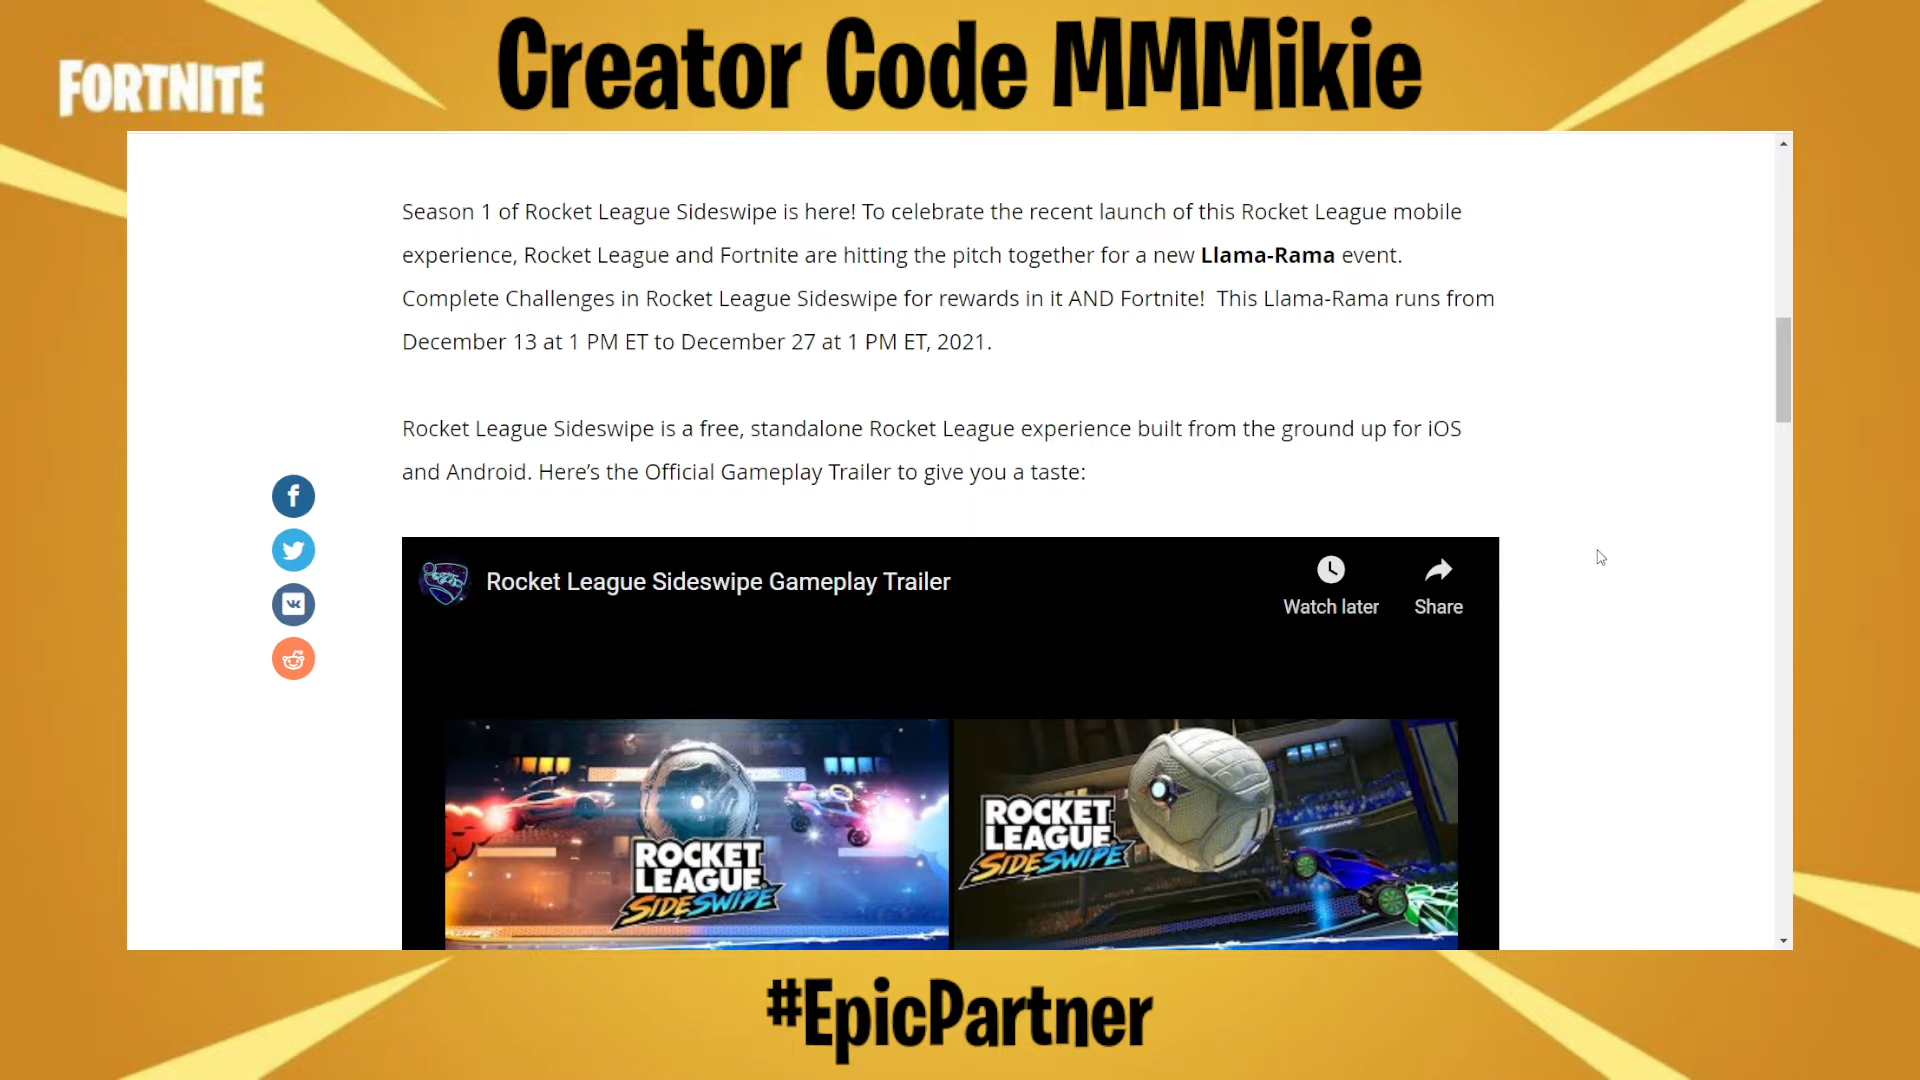 FORTNITE
Creator Code MMMikie
Season 1 of Rocket League Sideswipe is here! To celebrate the recent launch of this Rocket League mobile
experience, Rocket League and Fortnite are hitting the pitch together for a new Llama-Rama event.
Complete Challenges in Rocket League Sideswipe for rewards in it AND Fortnite!  This Llama-Rama runs from
December 13 at 1 PM ET to December 27 at 1 PM ET, 2021.
Rocket League Sideswipe is a free, standalone Rocket League experience built from the ground up for iOS
and Android. Here’s the Official Gameplay Trailer to give you a taste:
Rocket League Sideswipe Gameplay Trailer
Watch later
Share
ROCKET
LEAGUE
SIDESWIPE
ROCKET
LEAGUE
SIDESWIPE
#EpicPartner